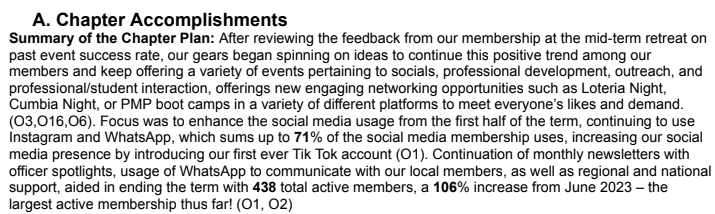 A. Chapter Accomplishments
Summary of the Chapter Plan: After reviewing the feedback from our membership at the mid-term retreat on
past event success rate, our gears began spinning on ideas to continue this positive trend among our
members and keep offering a variety of events pertaining to socials, professional development, outreach, and
professional/student interaction, offerings new engaging networking opportunities such as Loteria Night,
Cumbia Night, or PMP boot camps in a variety of different platforms to meet everyone's likes and demand.
(O3,O16,O6). Focus was to enhance the social media usage from the first half of the term, continuing to use
Instagram and WhatsApp, which sums up to 71% of the social media membership uses, increasing our social
media presence by introducing our first ever Tik Tok account (O1). Continuation of monthly newsletters with
officer spotlights, usage of WhatsApp to communicate with our local members, as well as regional and national
support, aided in ending the term with 438 total active members, a 106% increase from June 2023 – the
largest active membership thus far! (O1, O2)